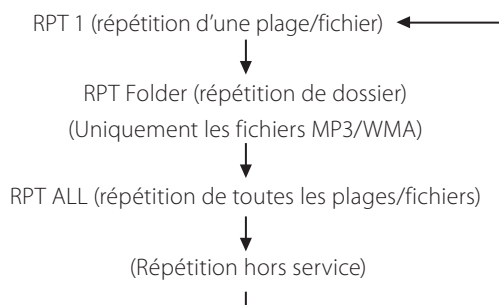 RPT 1 (répétition d’une plage/fichier)
RPT Folder (répétition de dossier)
(Uniquement les fichiers MP3/WMA)
RPT ALL (répétition de toutes les plages/fichiers)
(Répétition hors service)